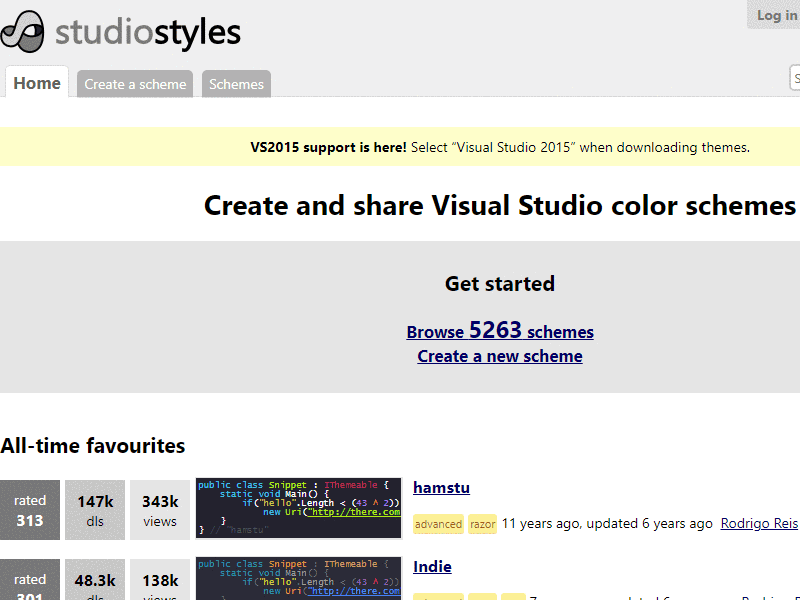 studiostyles
Log in
Home
Create a scheme
Schemes
VS2015 support is here! Select “Visual Studio 2015” when downloading themes.
Create and share Visual Studio color schemes
Get started
Browse 5263 schemes
Create a new scheme
All-time favourites
rated
313
147k
dls
343k
views
public class Snippet : IThemeable {
static void Main() {
if("hello".Length < (43 ^ 2))
new Uri("http://there.com
}
} // "hamstu"
hamstu
advanced razor 11 years ago, updated 6 years ago Rodrigo Reis
rated
301
48.3k
dls
138k
views
public class Snippet : IThemeable {
static void Main() {
if("hello".Length < (43 ^ 2))
new Uri("http://there.com
Indie